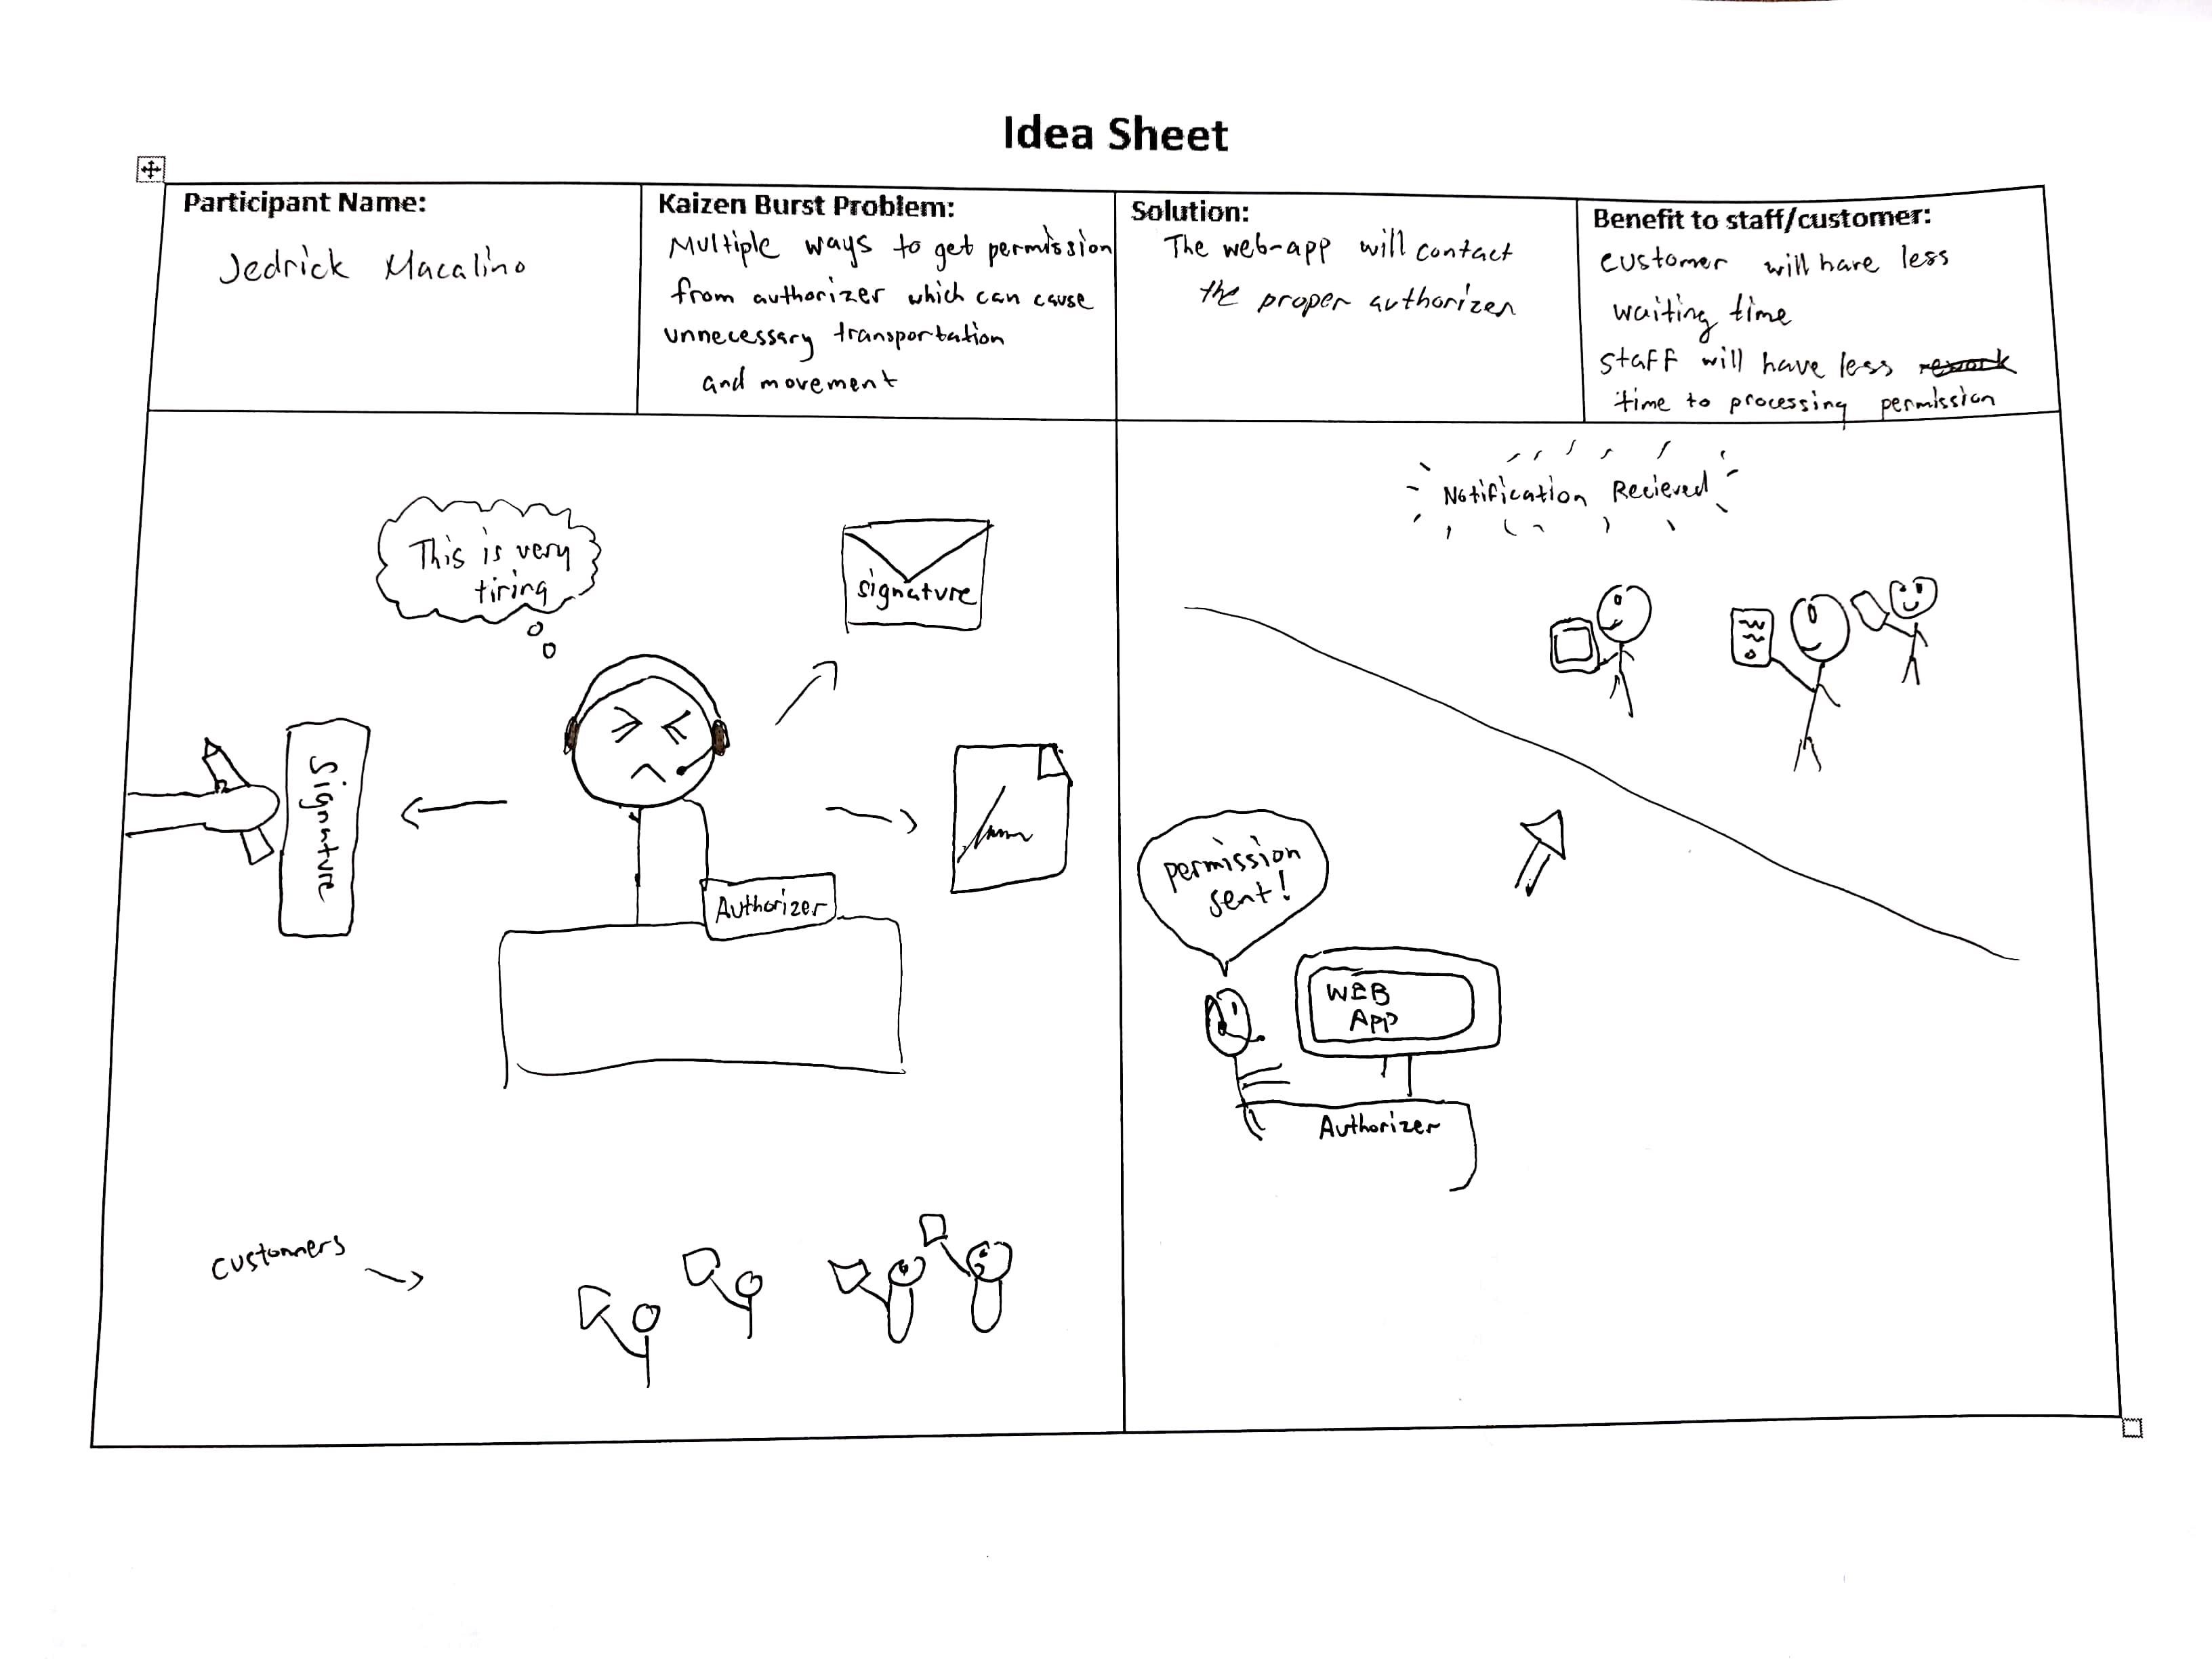 Idea Sheet
Participant Name:
Jedrick Macalino
Kaizen Burst Problem:
Multiple ways to get permission
from authorizer which can cause
unnecessary transportation
and movement
Solution:
The web-app will contact
the proper authorizer
Benefit to staff/customer:
customer will have less
waiting time
staff will have less rework
time to processing permission
This is very
tiring
signature
Signature
Authorizer
customers
Notification Recieved
permission
sent!
WEB
APP
Authorizer